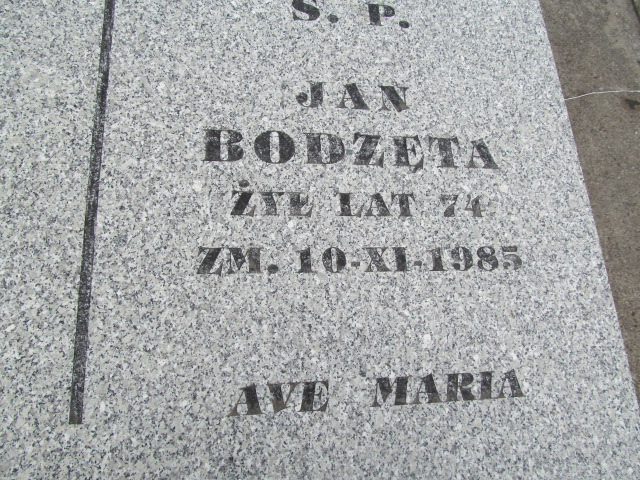 Ś. P.
JAN
BODZĘTA
ŻYŁ LAT 74
ZM. 10-XI-1985
AVE MARIA